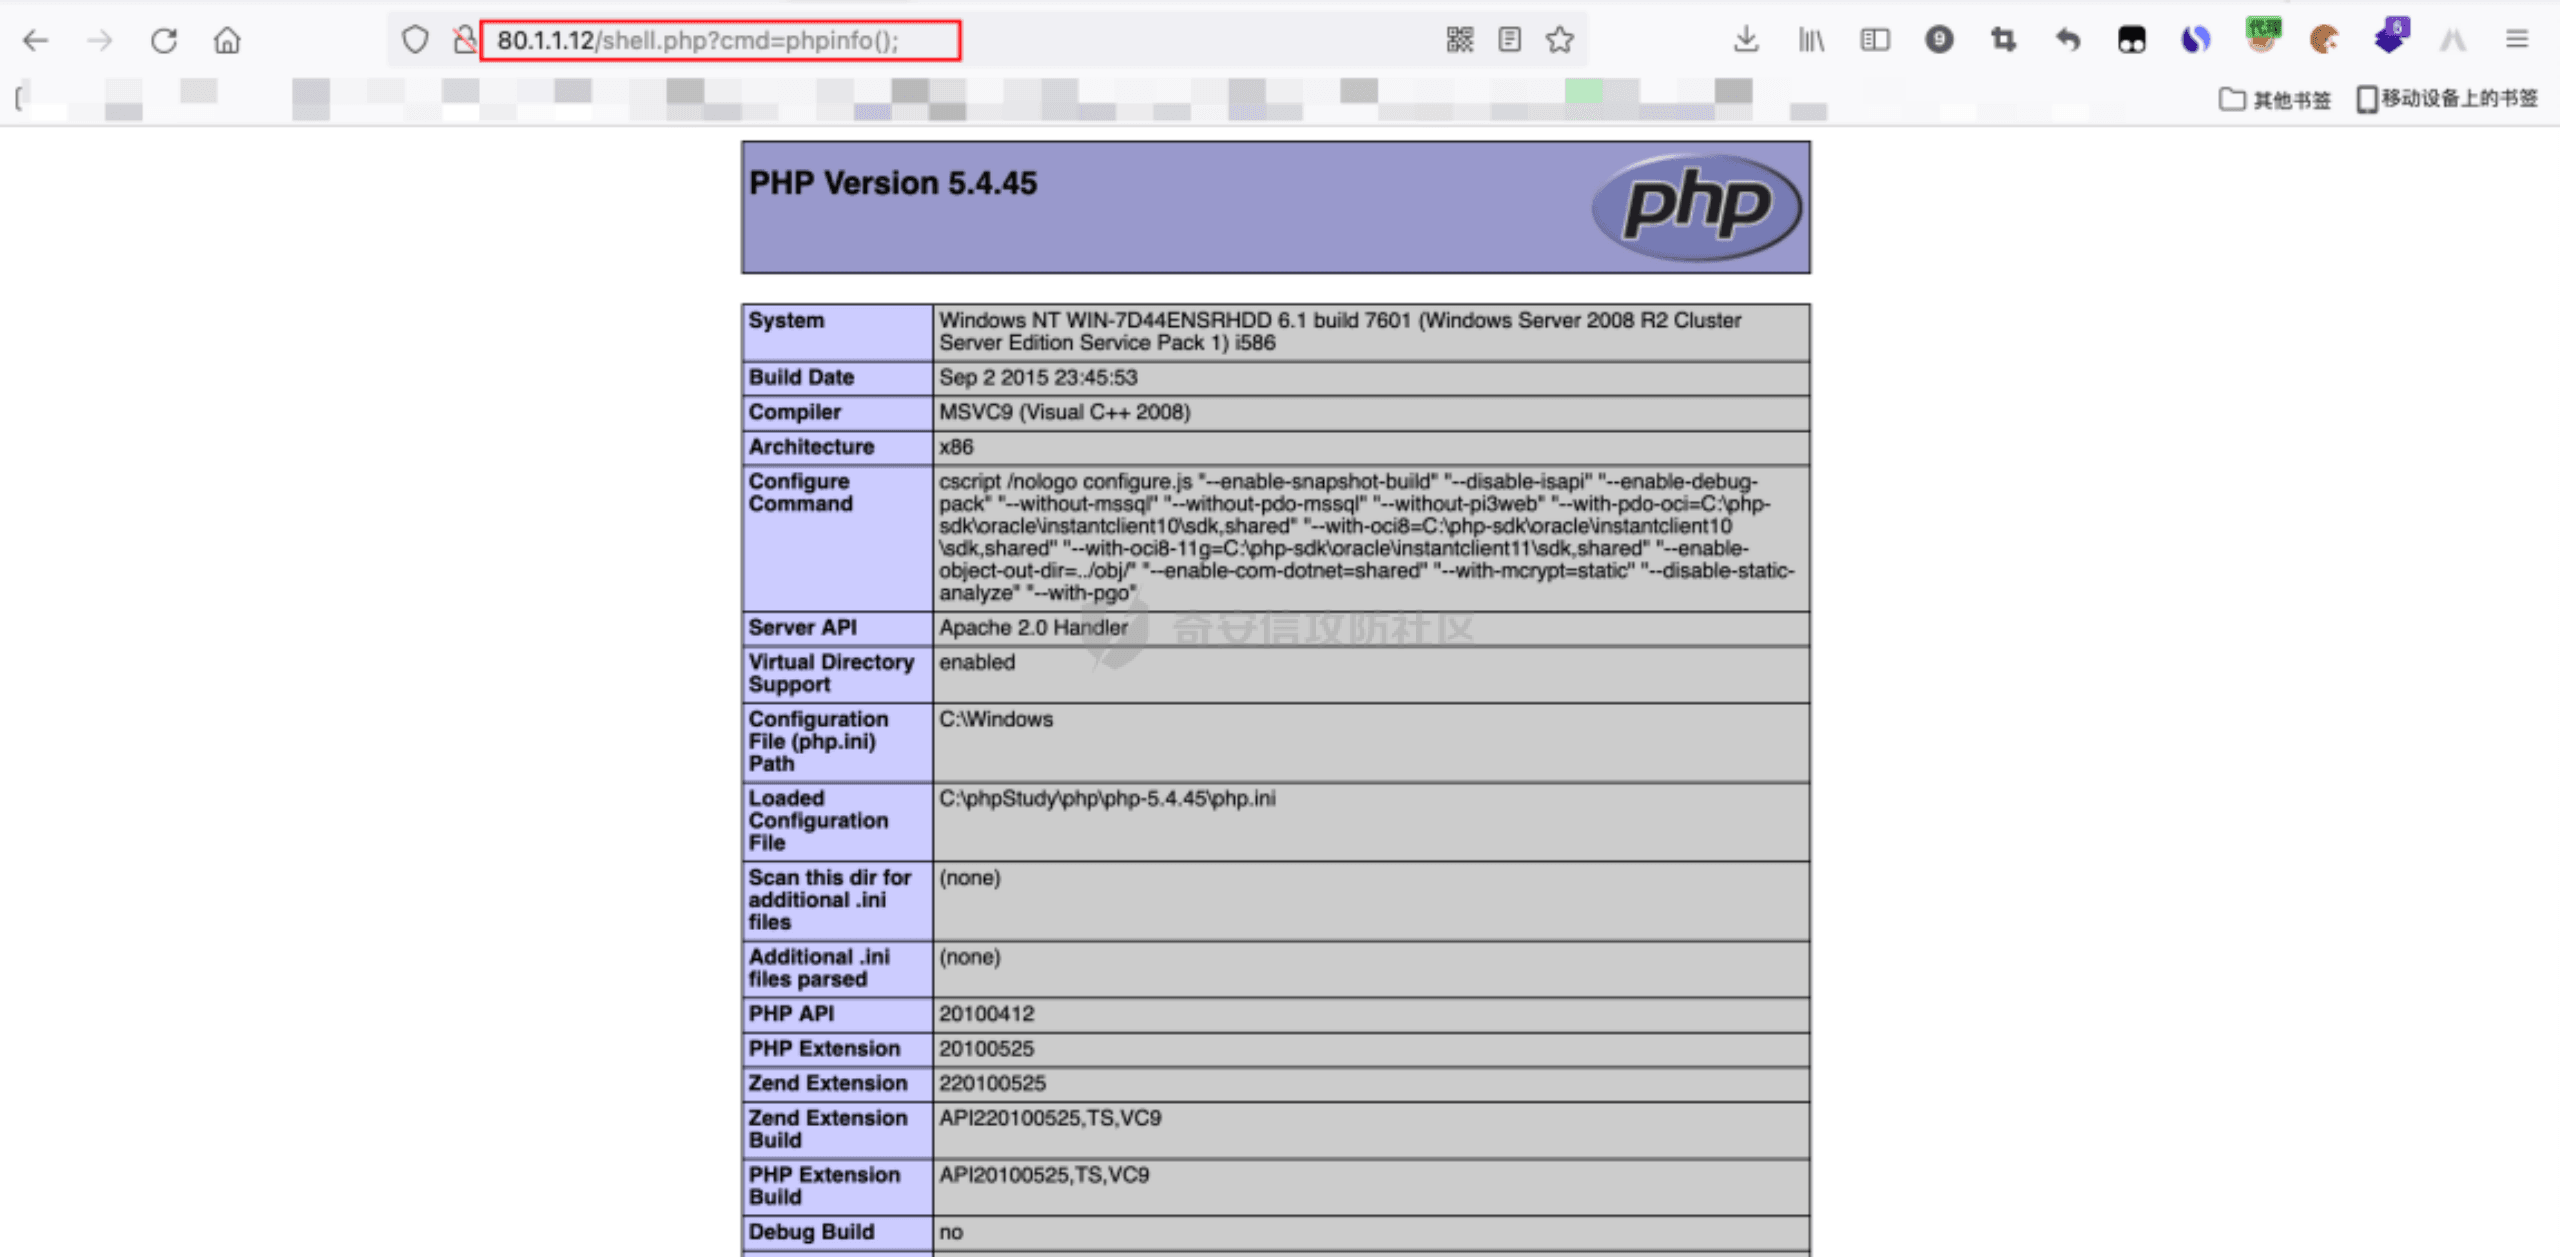 80.1.1.12/shell.php?cmd=phpinfo();
9
代理
6
其他书签
移动设备上的书签
PHP Version 5.4.45
php
System
Windows NT WIN-7D44ENSRHDD 6.1 build 7601 (Windows Server 2008 R2 Cluster
Server Edition Service Pack 1) i586
Build Date
Sep 2 2015 23:45:53
Compiler
MSVC9 (Visual C++ 2008)
Architecture
x86
Configure
Command
cscript /nologo configure.js "--enable-snapshot-build" "--disable-isapi" "--enable-debug-
pack" "--without-mssql" "--without-pdo-mssql" "--without-pi3web" "--with-pdo-oci=C:\php-
sdk\oracle\instantclient10\sdk,shared" "--with-oci8=C:\php-sdk\oracle\instantclient10
\sdk,shared" "--with-oci8-11g=C:\php-sdk\oracle\instantclient11\sdk,shared" "--enable-
object-out-dir=../obj/" "--enable-com-dotnet=shared" "--with-mcrypt=static" "--disable-static-
analyze" "--with-pgo"
Server API
Apache 2.0 Handler
奇安信攻防社区
Virtual Directory
Support
enabled
Configuration
File (php.ini)
Path
C:\Windows
Loaded
Configuration
File
C:\phpStudy\php\php-5.4.45\php.ini
Scan this dir for
additional .ini
files
(none)
Additional .ini
files parsed
(none)
PHP API
20100412
PHP Extension
20100525
Zend Extension
220100525
Zend Extension
Build
API220100525,TS,VC9
PHP Extension
Build
API20100525,TS,VC9
Debug Build
no